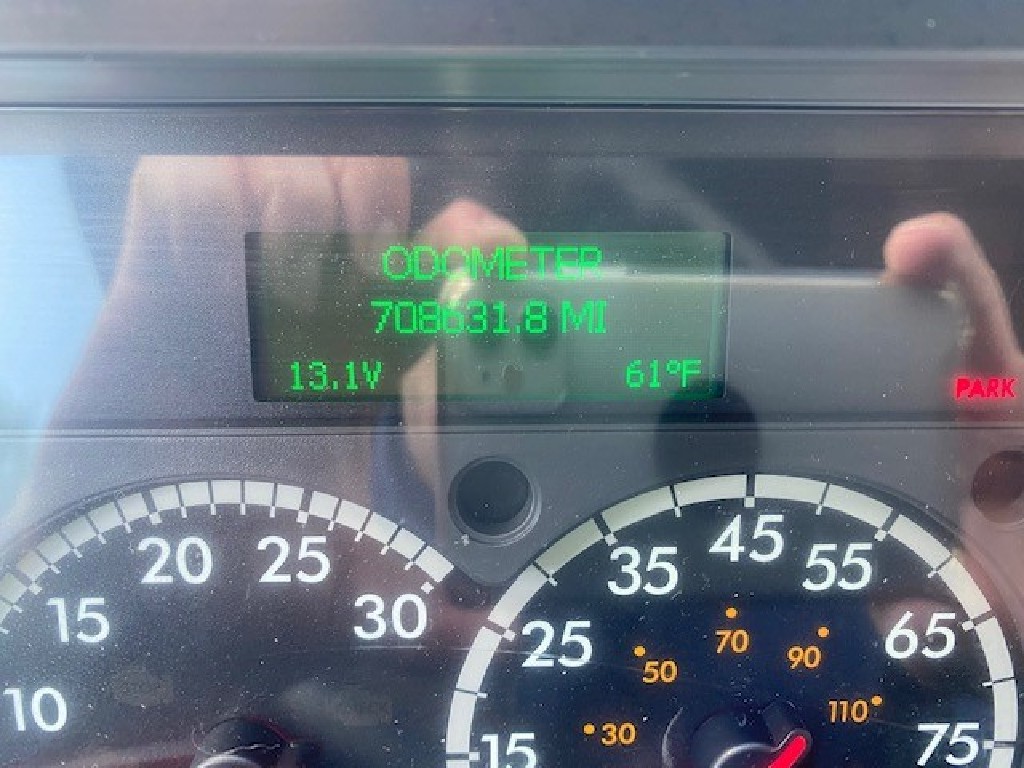 ODOMETER
708631.8 MI
13.1V 61°F
PARK
10 15 20 25 30
15 25 35 45 55 65 75
30 50 70 90 110